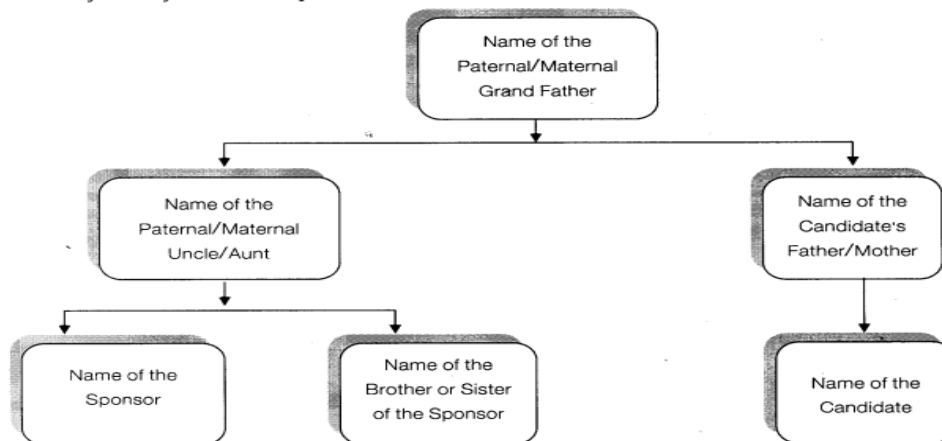 Name of the
Paternal/Maternal
Grand Father
Name of the
Paternal/Maternal
Uncle/Aunt
Name of the
Candidate's
Father/Mother
Name of the
Sponsor
Name of the
Brother or Sister
of the Sponsor
Name of the
Candidate